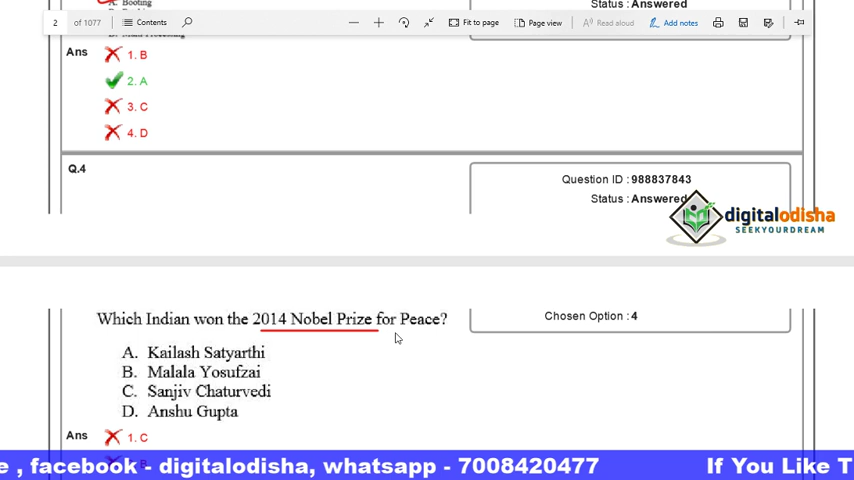 2 of 1077 Contents Fit to page Page view Read aloud Add notes
A. Booting
Status : Answered
Ans 1. B
2. A
3. C
4. D
Q.4
Question ID : 988837843
Status : Answered
digitalodisha
SEEKYOURDREAM
Which Indian won the 2014 Nobel Prize for Peace?
Chosen Option : 4
A. Kailash Satyarthi
B. Malala Yosufzai
C. Sanjiv Chaturvedi
D. Anshu Gupta
Ans 1. C
e , facebook - digitalodisha, whatsapp - 7008420477 If You Like T